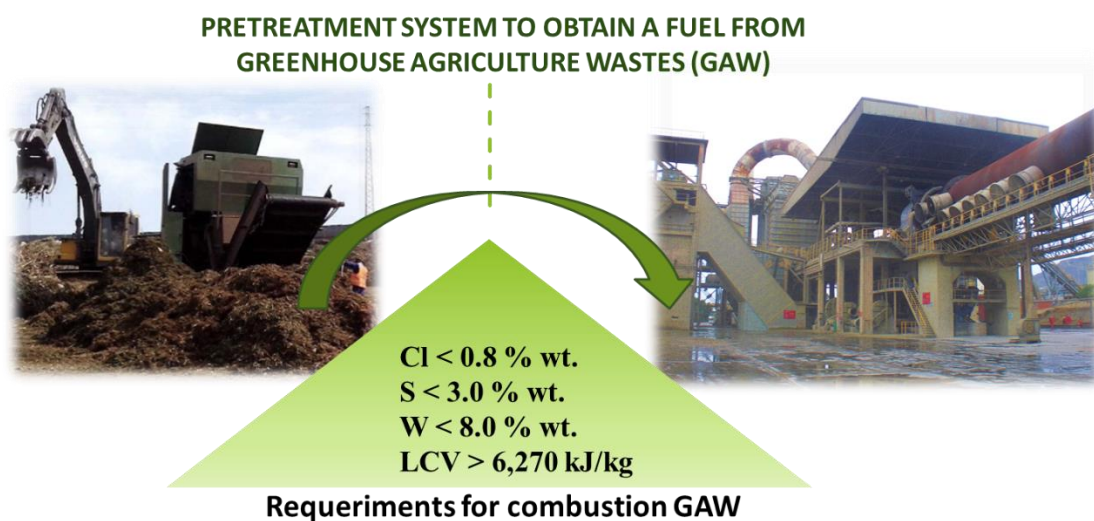 PRETREATMENT SYSTEM TO OBTAIN A FUEL FROM
GREENHOUSE AGRICULTURE WASTES (GAW)
Cl < 0.8 % wt.
S < 3.0 % wt.
W < 8.0 % wt.
LCV > 6,270 kJ/kg
Requeriments for combustion GAW